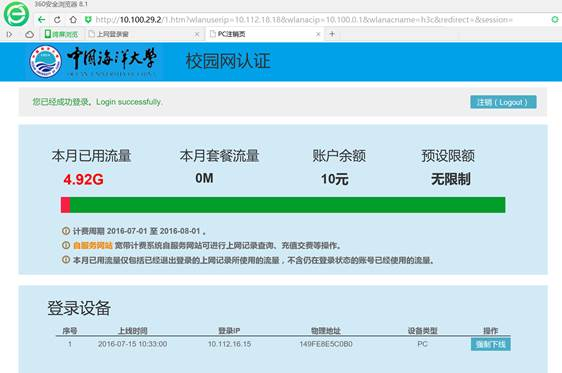 360安全浏览器 8.1
http://10.100.29.2/1.htm?wlanuserip=10.112.18.18&wlanacip=10.100.0.1&wlanacname=h3c&redirect=&session=
跨屏浏览 上网登录窗 PC注销页
中国海洋大学 校园网认证
OCEAN UNIVERSITY OF CHINA
您已经成功登录。Login successfully. 注销（Logout）
本月已用流量 本月套餐流量 账户余额 预设限额
4.92G 0M 10元 无限制
计费周期 2016-07-01 至 2016-08-01 。
自服务网站 宽带计费系统自服务网站可进行上网记录查询、充值交费等操作。
本月已用流量仅包括已经退出登录的上网记录所使用的流量，不含仍在登录状态的账号已经使用的流量。
登录设备
序号 上线时间 登录IP 物理地址 设备类型 操作
1 2016-07-15 10:33:00 10.112.16.15 149FE8E5C0B0 PC 强制下线